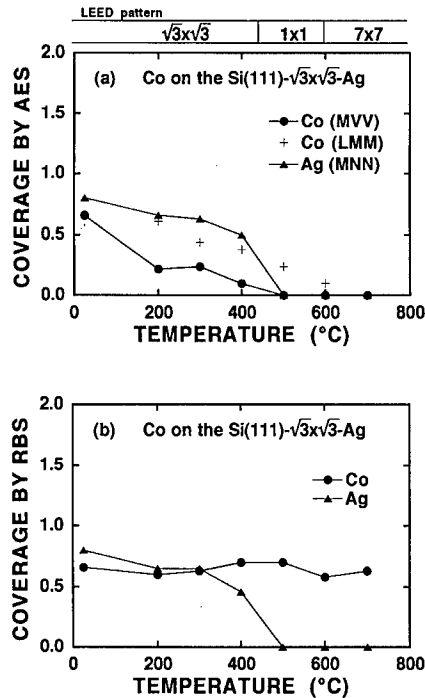 LEED pattern
√3x√3 1x1 7x7
(a) Co on the Si(111)-√3x√3-Ag
Co (MVV)
Co (LMM)
Ag (MNN)
COVERAGE BY AES
2.0
1.5
1.0
0.5
0.0
0 200 400 600 800
TEMPERATURE (°C)
(b) Co on the Si(111)-√3x√3-Ag
Co
Ag
COVERAGE BY RBS
2.0
1.5
1.0
0.5
0.0
0 200 400 600 800
TEMPERATURE (°C)